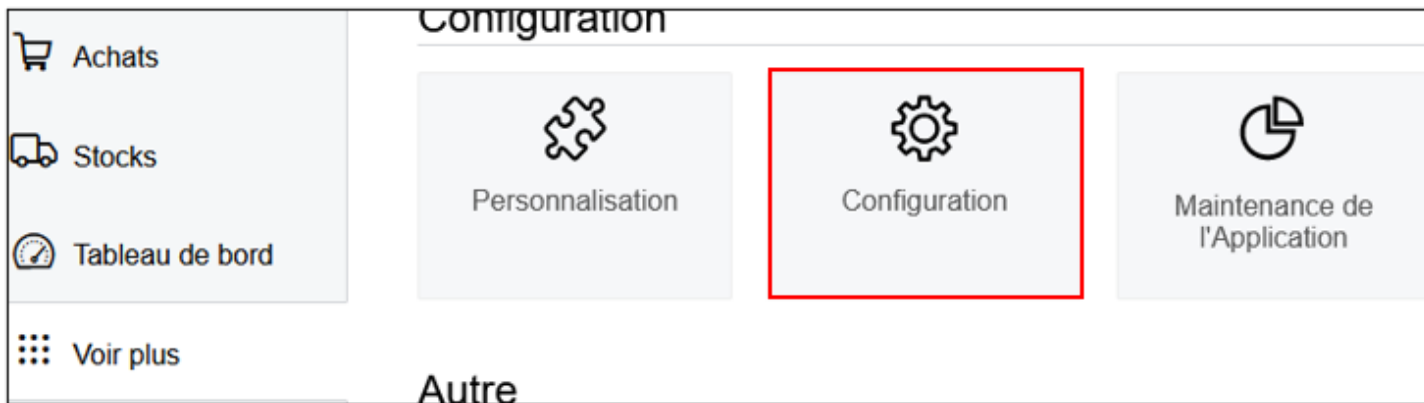 Achats
Stocks
Tableau de bord
Voir plus
Configuration
Personnalisation
Configuration
Maintenance de
l'Application
Autre